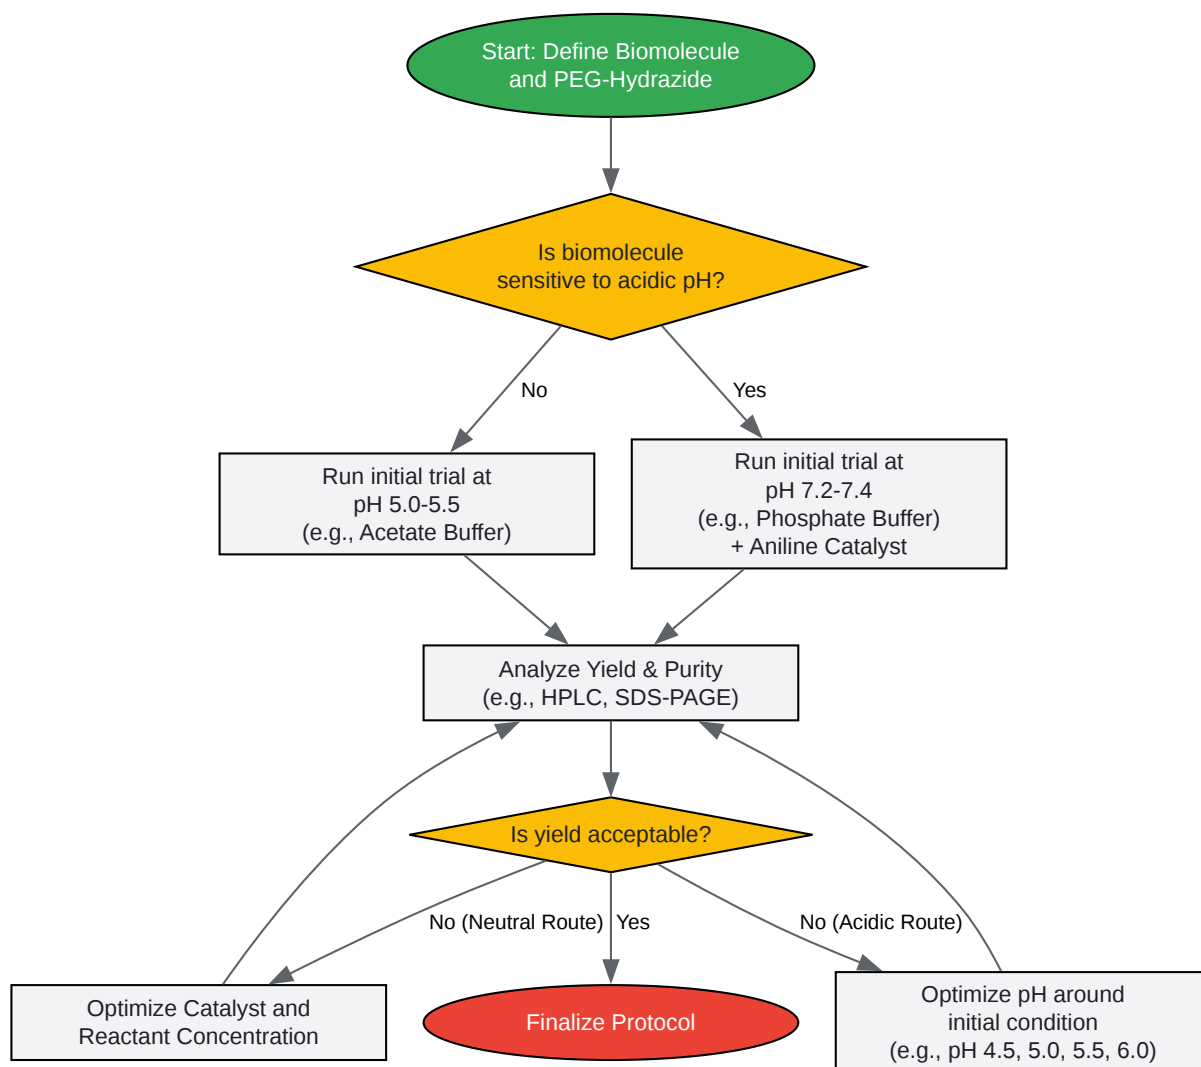 Start: Define Biomolecule
and PEG-Hydrazide
Is biomolecule
sensitive to acidic pH?
No
Yes
Run initial trial at
pH 5.0-5.5
(e.g., Acetate Buffer)
Run initial trial at
pH 7.2-7.4
(e.g., Phosphate Buffer)
+ Aniline Catalyst
Analyze Yield & Purity
(e.g., HPLC, SDS-PAGE)
Is yield acceptable?
No (Neutral Route)
Yes
No (Acidic Route)
Optimize Catalyst and
Reactant Concentration
Finalize Protocol
Optimize pH around
initial condition
(e.g., pH 4.5, 5.0, 5.5, 6.0)